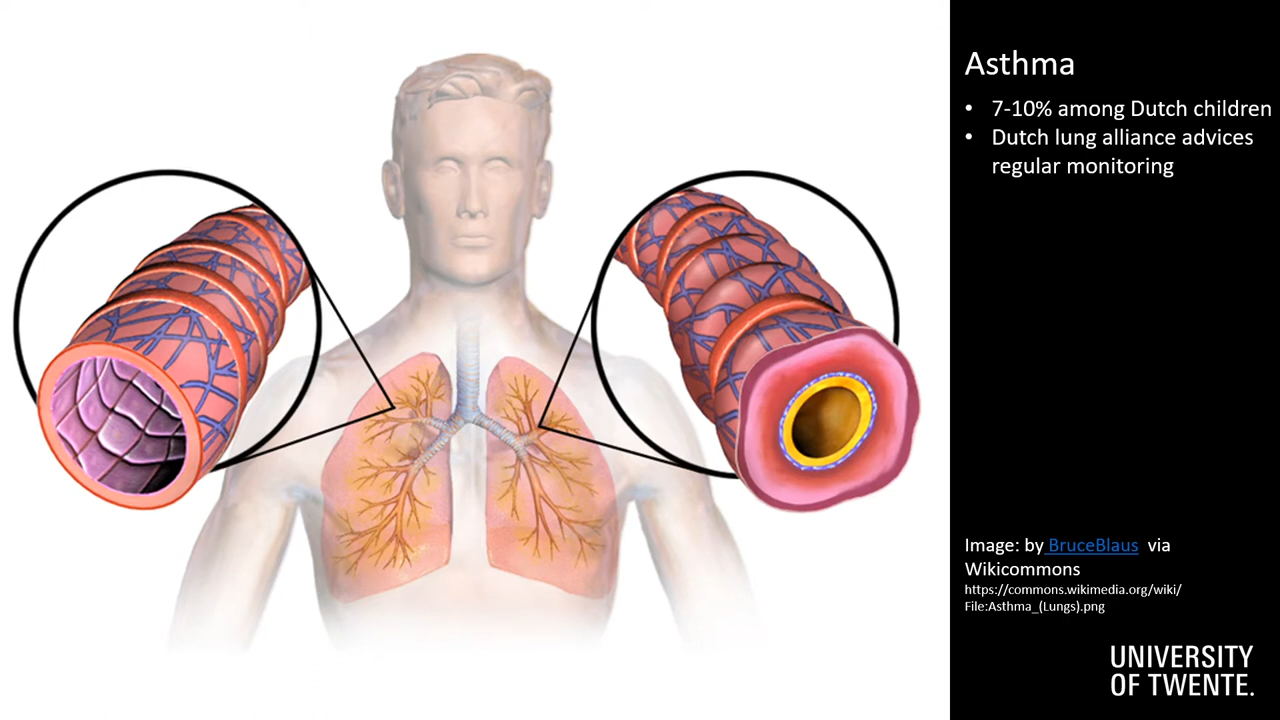 Asthma
• 7-10% among Dutch children
• Dutch lung alliance advices
regular monitoring
Image: by BruceBlaus via
Wikicommons
https://commons.wikimedia.org/wiki/
File:Asthma_(Lungs).png
UNIVERSITY
OF TWENTE.